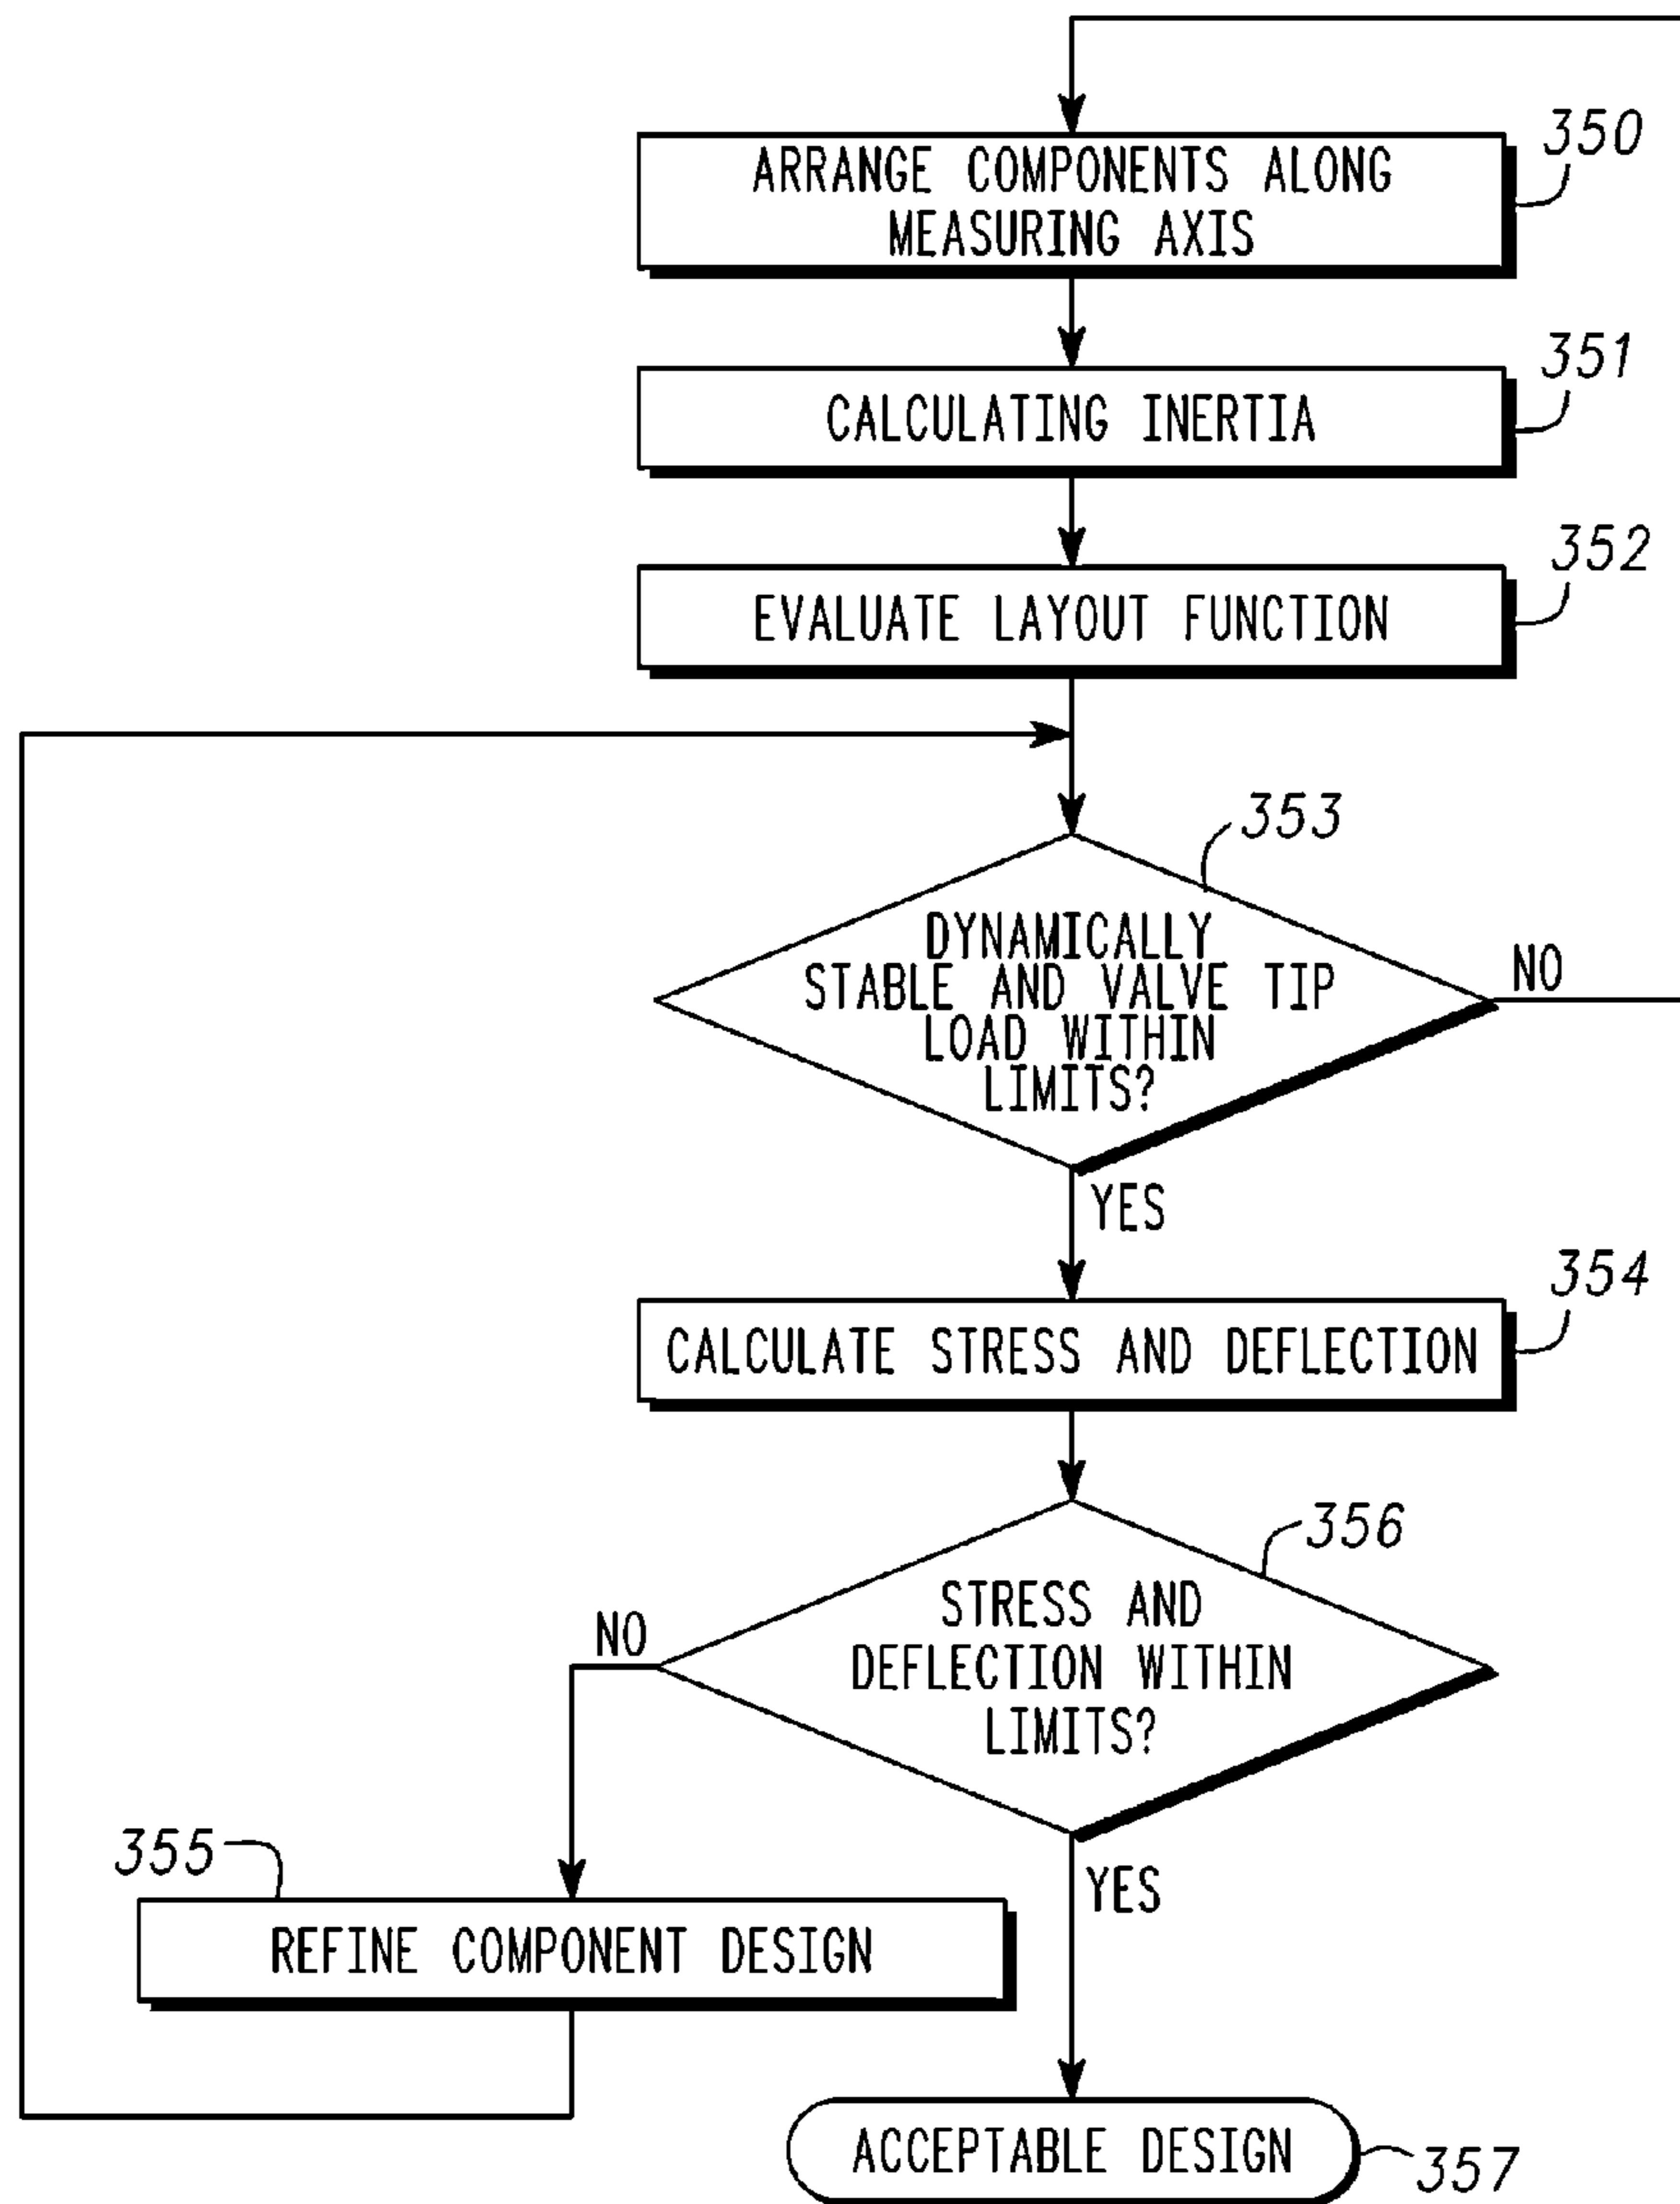 350
ARRANGE COMPONENTS ALONG
MEASURING AXIS
351
CALCULATING INERTIA
352
EVALUATE LAYOUT FUNCTION
353
DYNAMICALLY
STABLE AND VALVE TIP
LOAD WITHIN
LIMITS?
NO
YES
354
CALCULATE STRESS AND DEFLECTION
356
STRESS AND
DEFLECTION WITHIN
LIMITS?
NO
YES
355
REFINE COMPONENT DESIGN
ACCEPTABLE DESIGN
357